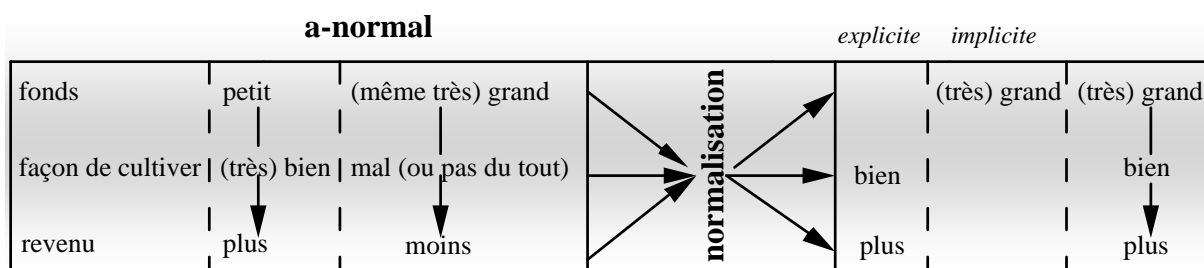 a-normal
explicite implicite
fonds petit (même très) grand (très) grand (très) grand
façon de cultiver (très) bien mal (ou pas du tout) normalisation bien bien
revenu plus moins plus plus